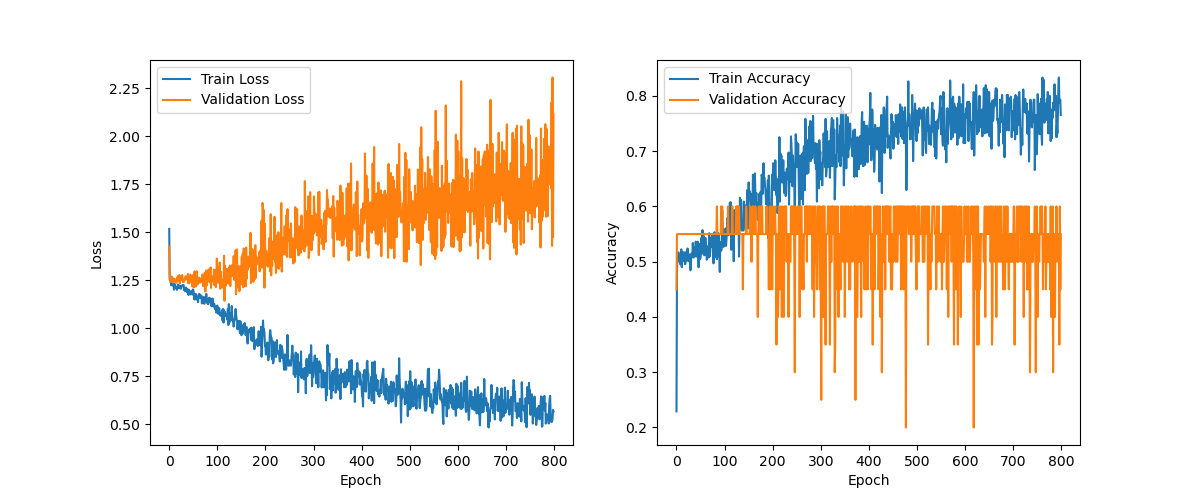 Train Loss
Validation Loss
2.25
2.00
1.75
1.50
1.25
1.00
0.75
0.50
Loss
0 100 200 300 400 500 600 700 800
Epoch
Train Accuracy
Validation Accuracy
0.8
0.7
0.6
0.5
0.4
0.3
0.2
Accuracy
0 100 200 300 400 500 600 700 800
Epoch